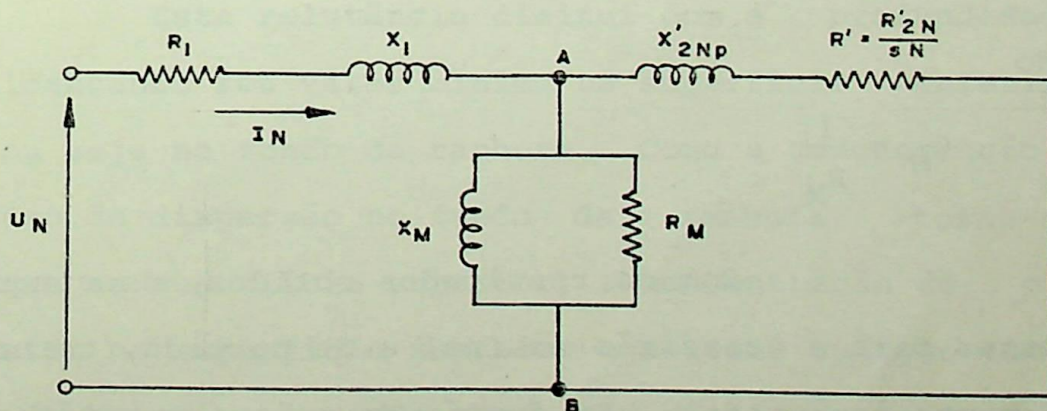 R1 X1 A X'2Np R' = R'2N / sN
IN
UN XM RM
B